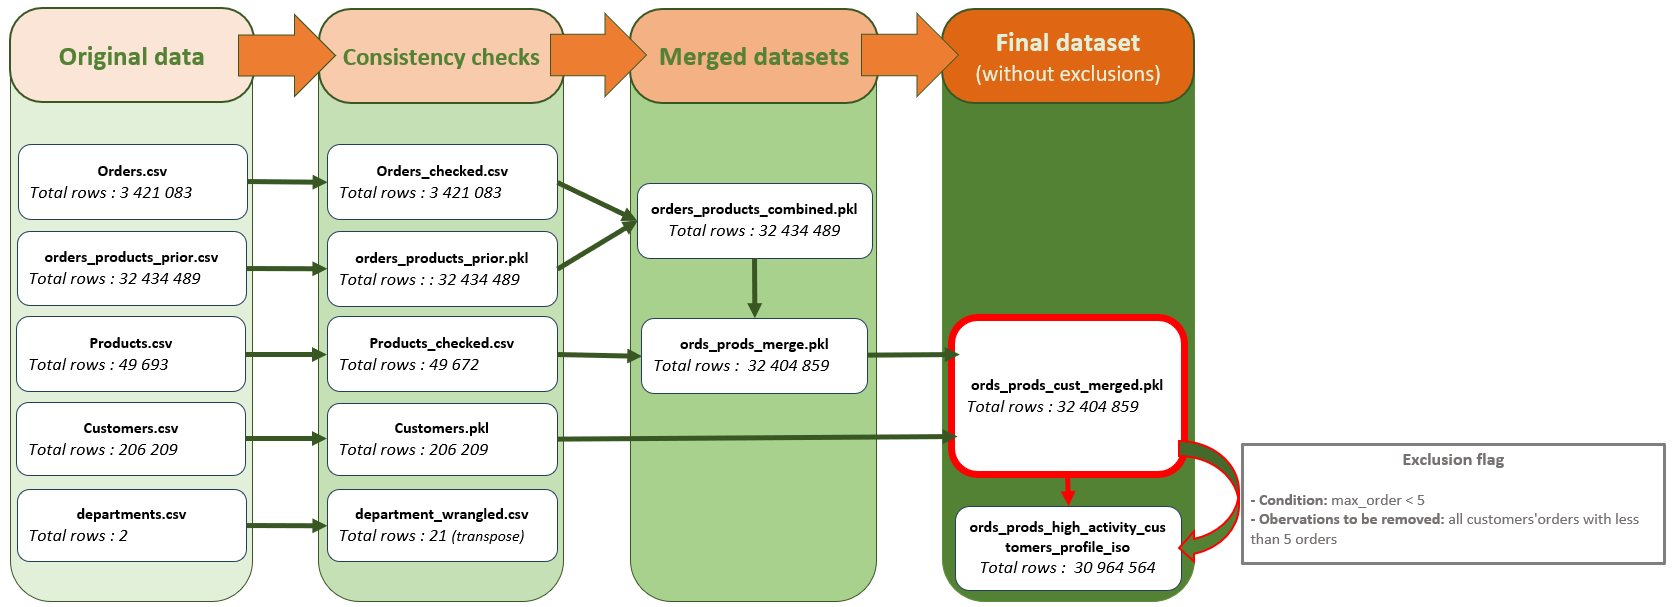 Original data
Consistency checks
Merged datasets
Final dataset
(without exclusions)
Orders.csv
Total rows : 3 421 083
orders_products_prior.csv
Total rows : 32 434 489
Products.csv
Total rows : 49 693
Customers.csv
Total rows : 206 209
departments.csv
Total rows : 2
Orders_checked.csv
Total rows : 3 421 083
orders_products_prior.pkl
Total rows : : 32 434 489
Products_checked.csv
Total rows : 49 672
Customers.pkl
Total rows : 206 209
department_wrangled.csv
Total rows : 21 (transpose)
orders_products_combined.pkl
Total rows : 32 434 489
ords_prods_merge.pkl
Total rows :  32 404 859
ords_prods_cust_merged.pkl
Total rows : 32 404 859
ords_prods_high_activity_cus
tomers_profile_iso
Total rows :  30 964 564
Exclusion flag
- Condition: max_order < 5
- Obervations to be removed: all customers'orders with less
than 5 orders